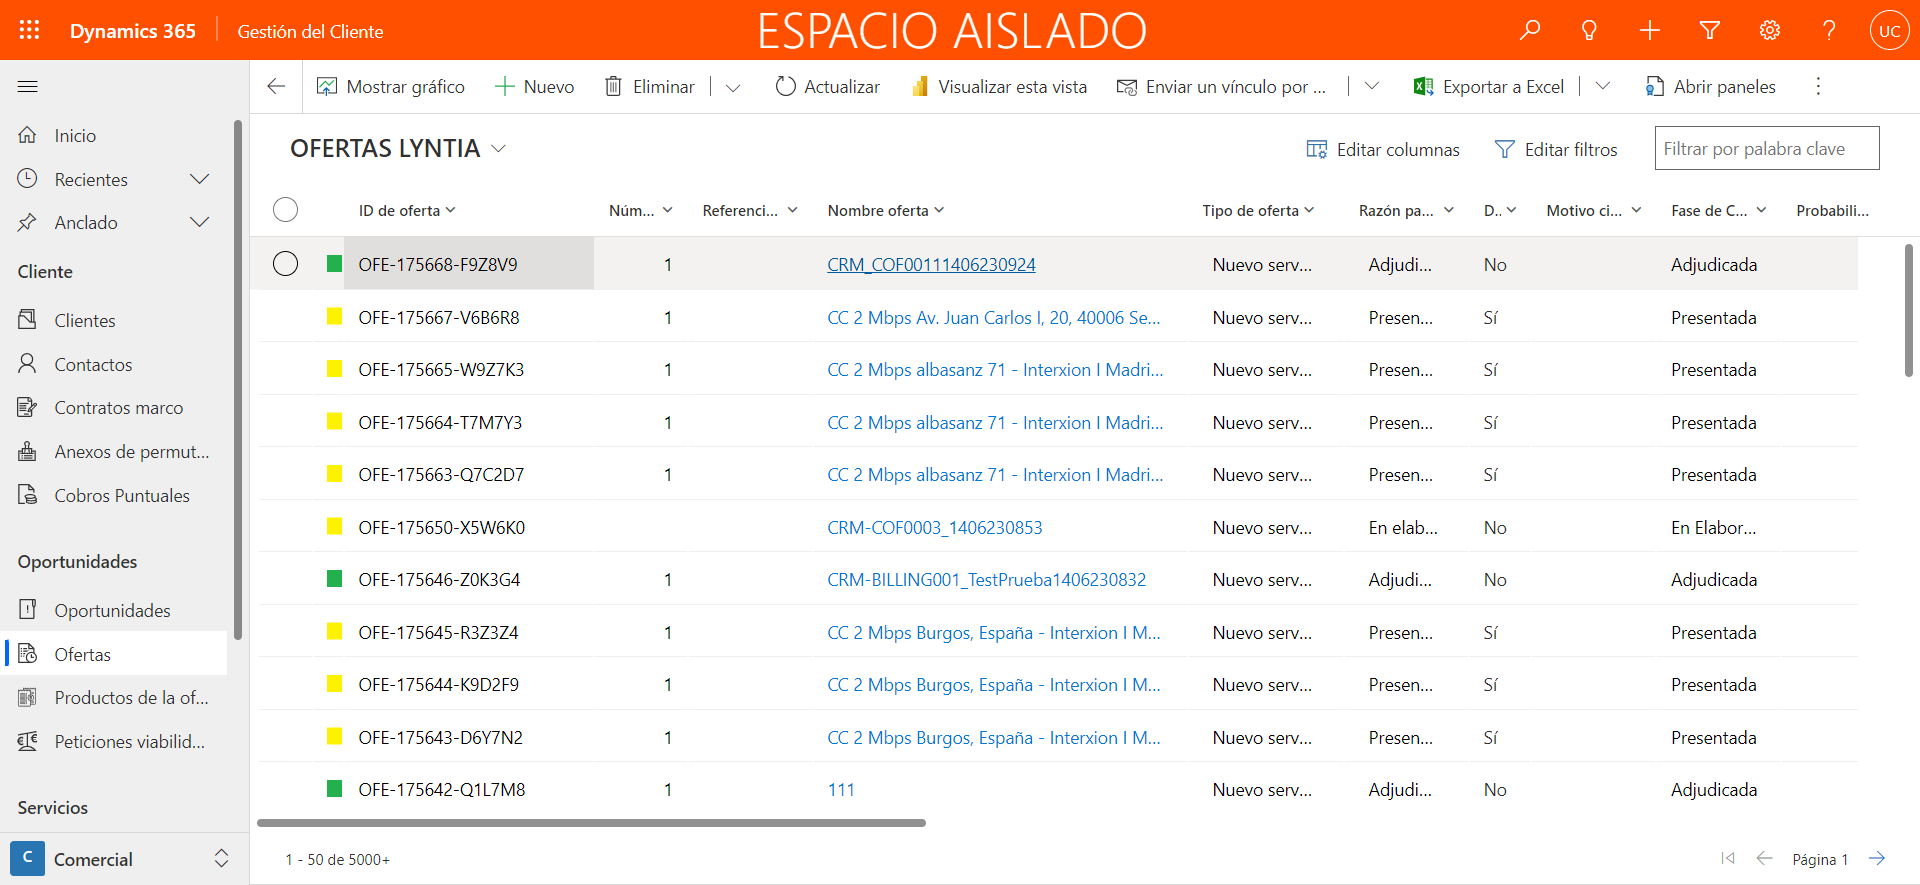 Dynamics 365
Gestión del Cliente
ESPACIO AISLADO
UC
Mostrar gráfico
Nuevo
Eliminar
Actualizar
Visualizar esta vista
Enviar un vínculo por ...
Exportar a Excel
Abrir paneles
Inicio
Recientes
Anclado
Cliente
Clientes
Contactos
Contratos marco
Anexos de permut...
Cobros Puntuales
Oportunidades
Oportunidades
Ofertas
Productos de la of...
Peticiones viabilid...
Servicios
C Comercial
OFERTAS LYNTIA
Editar columnas
Editar filtros
Filtrar por palabra clave
ID de oferta Núm... Referenci... Nombre oferta Tipo de oferta Razón pa... D.. Motivo ci... Fase de C... Probabili...
OFE-175668-F9Z8V9 1 CRM_COF00111406230924 Nuevo serv... Adjudi... No Adjudicada
OFE-175667-V6B6R8 1 CC 2 Mbps Av. Juan Carlos I, 20, 40006 Se... Nuevo serv... Presen... Sí Presentada
OFE-175665-W9Z7K3 1 CC 2 Mbps albasanz 71 - Interxion I Madri... Nuevo serv... Presen... Sí Presentada
OFE-175664-T7M7Y3 1 CC 2 Mbps albasanz 71 - Interxion I Madri... Nuevo serv... Presen... Sí Presentada
OFE-175663-Q7C2D7 1 CC 2 Mbps albasanz 71 - Interxion I Madri... Nuevo serv... Presen... Sí Presentada
OFE-175650-X5W6K0 CRM-COF0003_1406230853 Nuevo serv... En elab... No En Elabor...
OFE-175646-Z0K3G4 1 CRM-BILLING001_TestPrueba1406230832 Nuevo serv... Adjudi... No Adjudicada
OFE-175645-R3Z3Z4 1 CC 2 Mbps Burgos, España - Interxion I M... Nuevo serv... Presen... Sí Presentada
OFE-175644-K9D2F9 1 CC 2 Mbps Burgos, España - Interxion I M... Nuevo serv... Presen... Sí Presentada
OFE-175643-D6Y7N2 1 CC 2 Mbps Burgos, España - Interxion I M... Nuevo serv... Presen... Sí Presentada
OFE-175642-Q1L7M8 1 111 Nuevo serv... Adjudi... No Adjudicada
1 - 50 de 5000+
Página 1